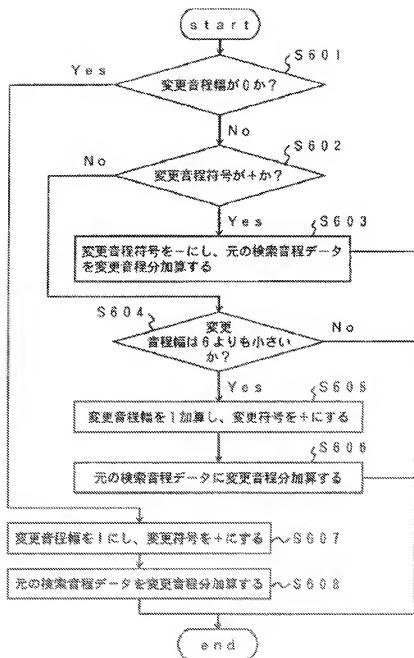 start
S601
Yes
変更音程幅が0か?
No
S602
No
変更音程符号が+か?
Yes
S603
変更音程符号を−にし、元の検索音程データ
を変更音程分加算する
S604
変更
音程幅は6よりも小さい
か?
No
Yes
S605
変更音程幅を1加算し、変更符号を+にする
S606
元の検索音程データに変更音程分加算する
変更音程幅を1にし、変更符号を+にする
S607
元の検索音程データを変更音程分加算する
S608
end